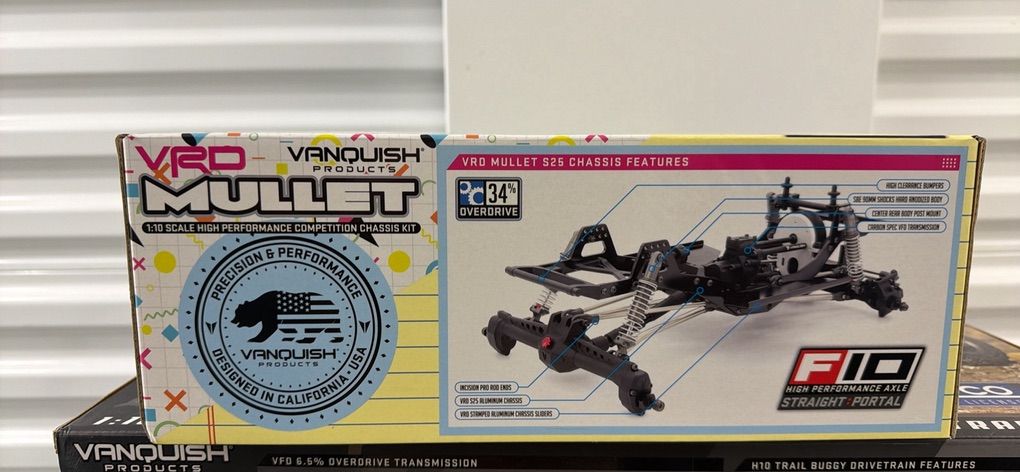 VRD VANQUISH
PRODUCTS
MULLET
1:10 SCALE HIGH PERFORMANCE COMPETITION CHASSIS KIT
PRECISION & PERFORMANCE
VANQUISH
PRODUCTS
DESIGNED IN CALIFORNIA · USA
VRD MULLET S25 CHASSIS FEATURES
34%
OVERDRIVE
HIGH CLEARANCE BUMPERS
S8E 90MM SHOCKS HARD ANODIZED BODY
CENTER REAR BODY POST MOUNT
CARBON SPEC VFD TRANSMISSION
INCISION PRO ROD ENDS
VRD S25 ALUMINUM CHASSIS
VRD STAMPED ALUMINUM CHASSIS SLIDERS
F10
HIGH PERFORMANCE AXLE
STRAIGHT:PORTAL
VANQUISH
PRODUCTS
VFD 6.5% OVERDRIVE TRANSMISSION
H10 TRAIL BUGGY DRIVETRAIN FEATURES